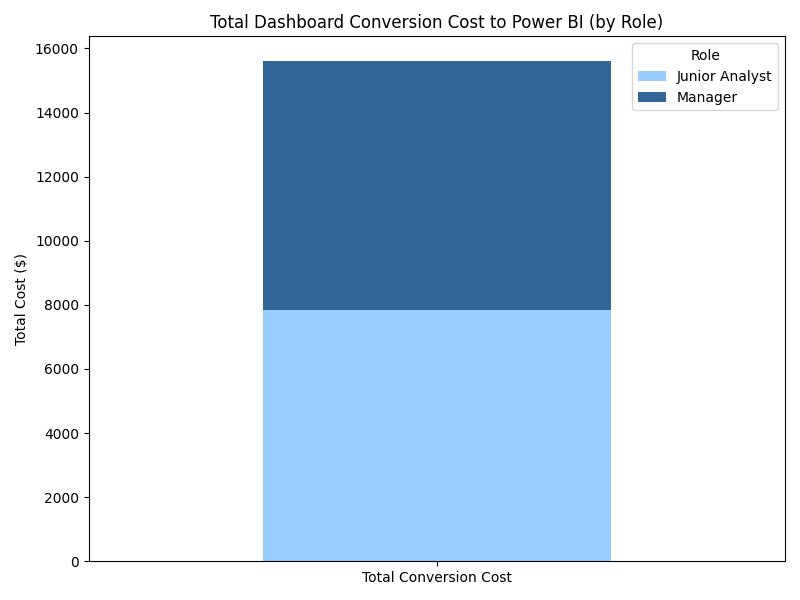 Total Dashboard Conversion Cost to Power BI (by Role)
Role
Junior Analyst
Manager
16000
14000
12000
10000
8000
6000
4000
2000
0
Total Cost ($)
Total Conversion Cost